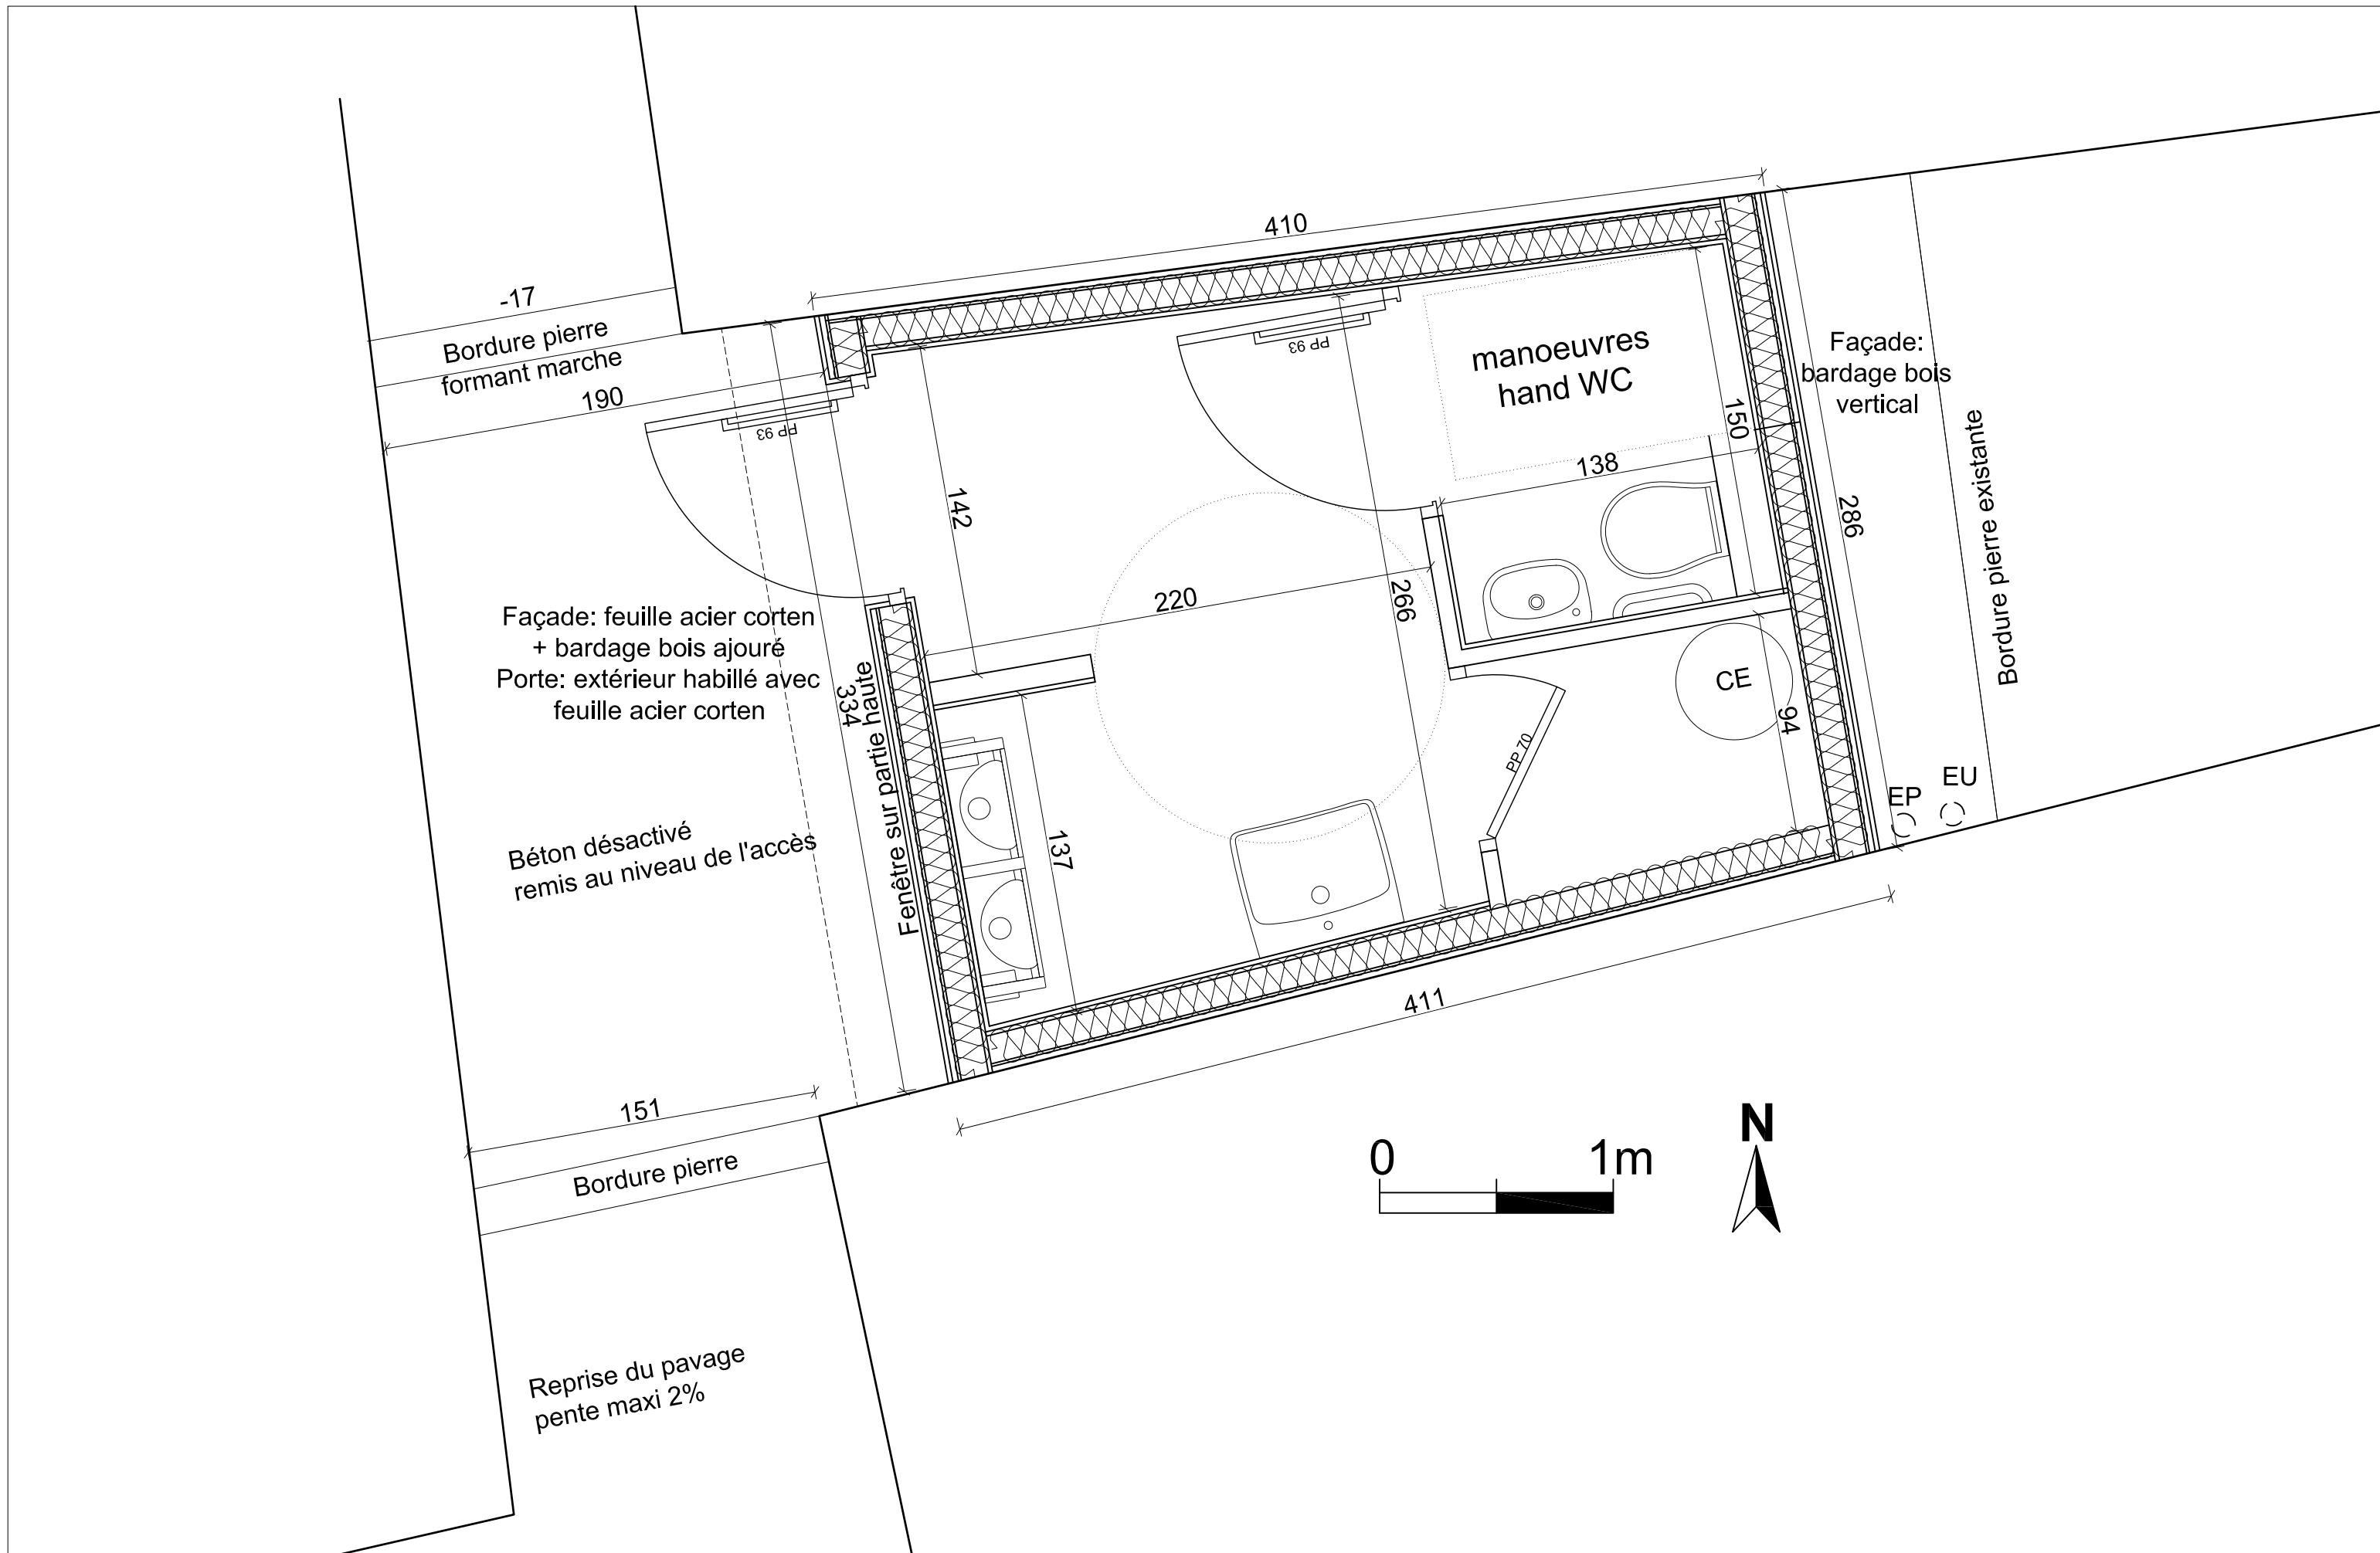 410
-17
Bordure pierre
formant marche
190
PP 93
PP 93
manoeuvres
hand WC
Façade:
bardage bois
vertical
150
138
142
286
Bordure pierre existante
220
266
Façade: feuille acier corten
+ bardage bois ajouré
Porte: extérieur habillé avec
feuille acier corten
334
Fenêtre sur partie haute
CE
94
PP 70
EP
EU
137
Béton désactivé
remis au niveau de l'accès
411
151
Bordure pierre
0
1m
N
Reprise du pavage
pente maxi 2%